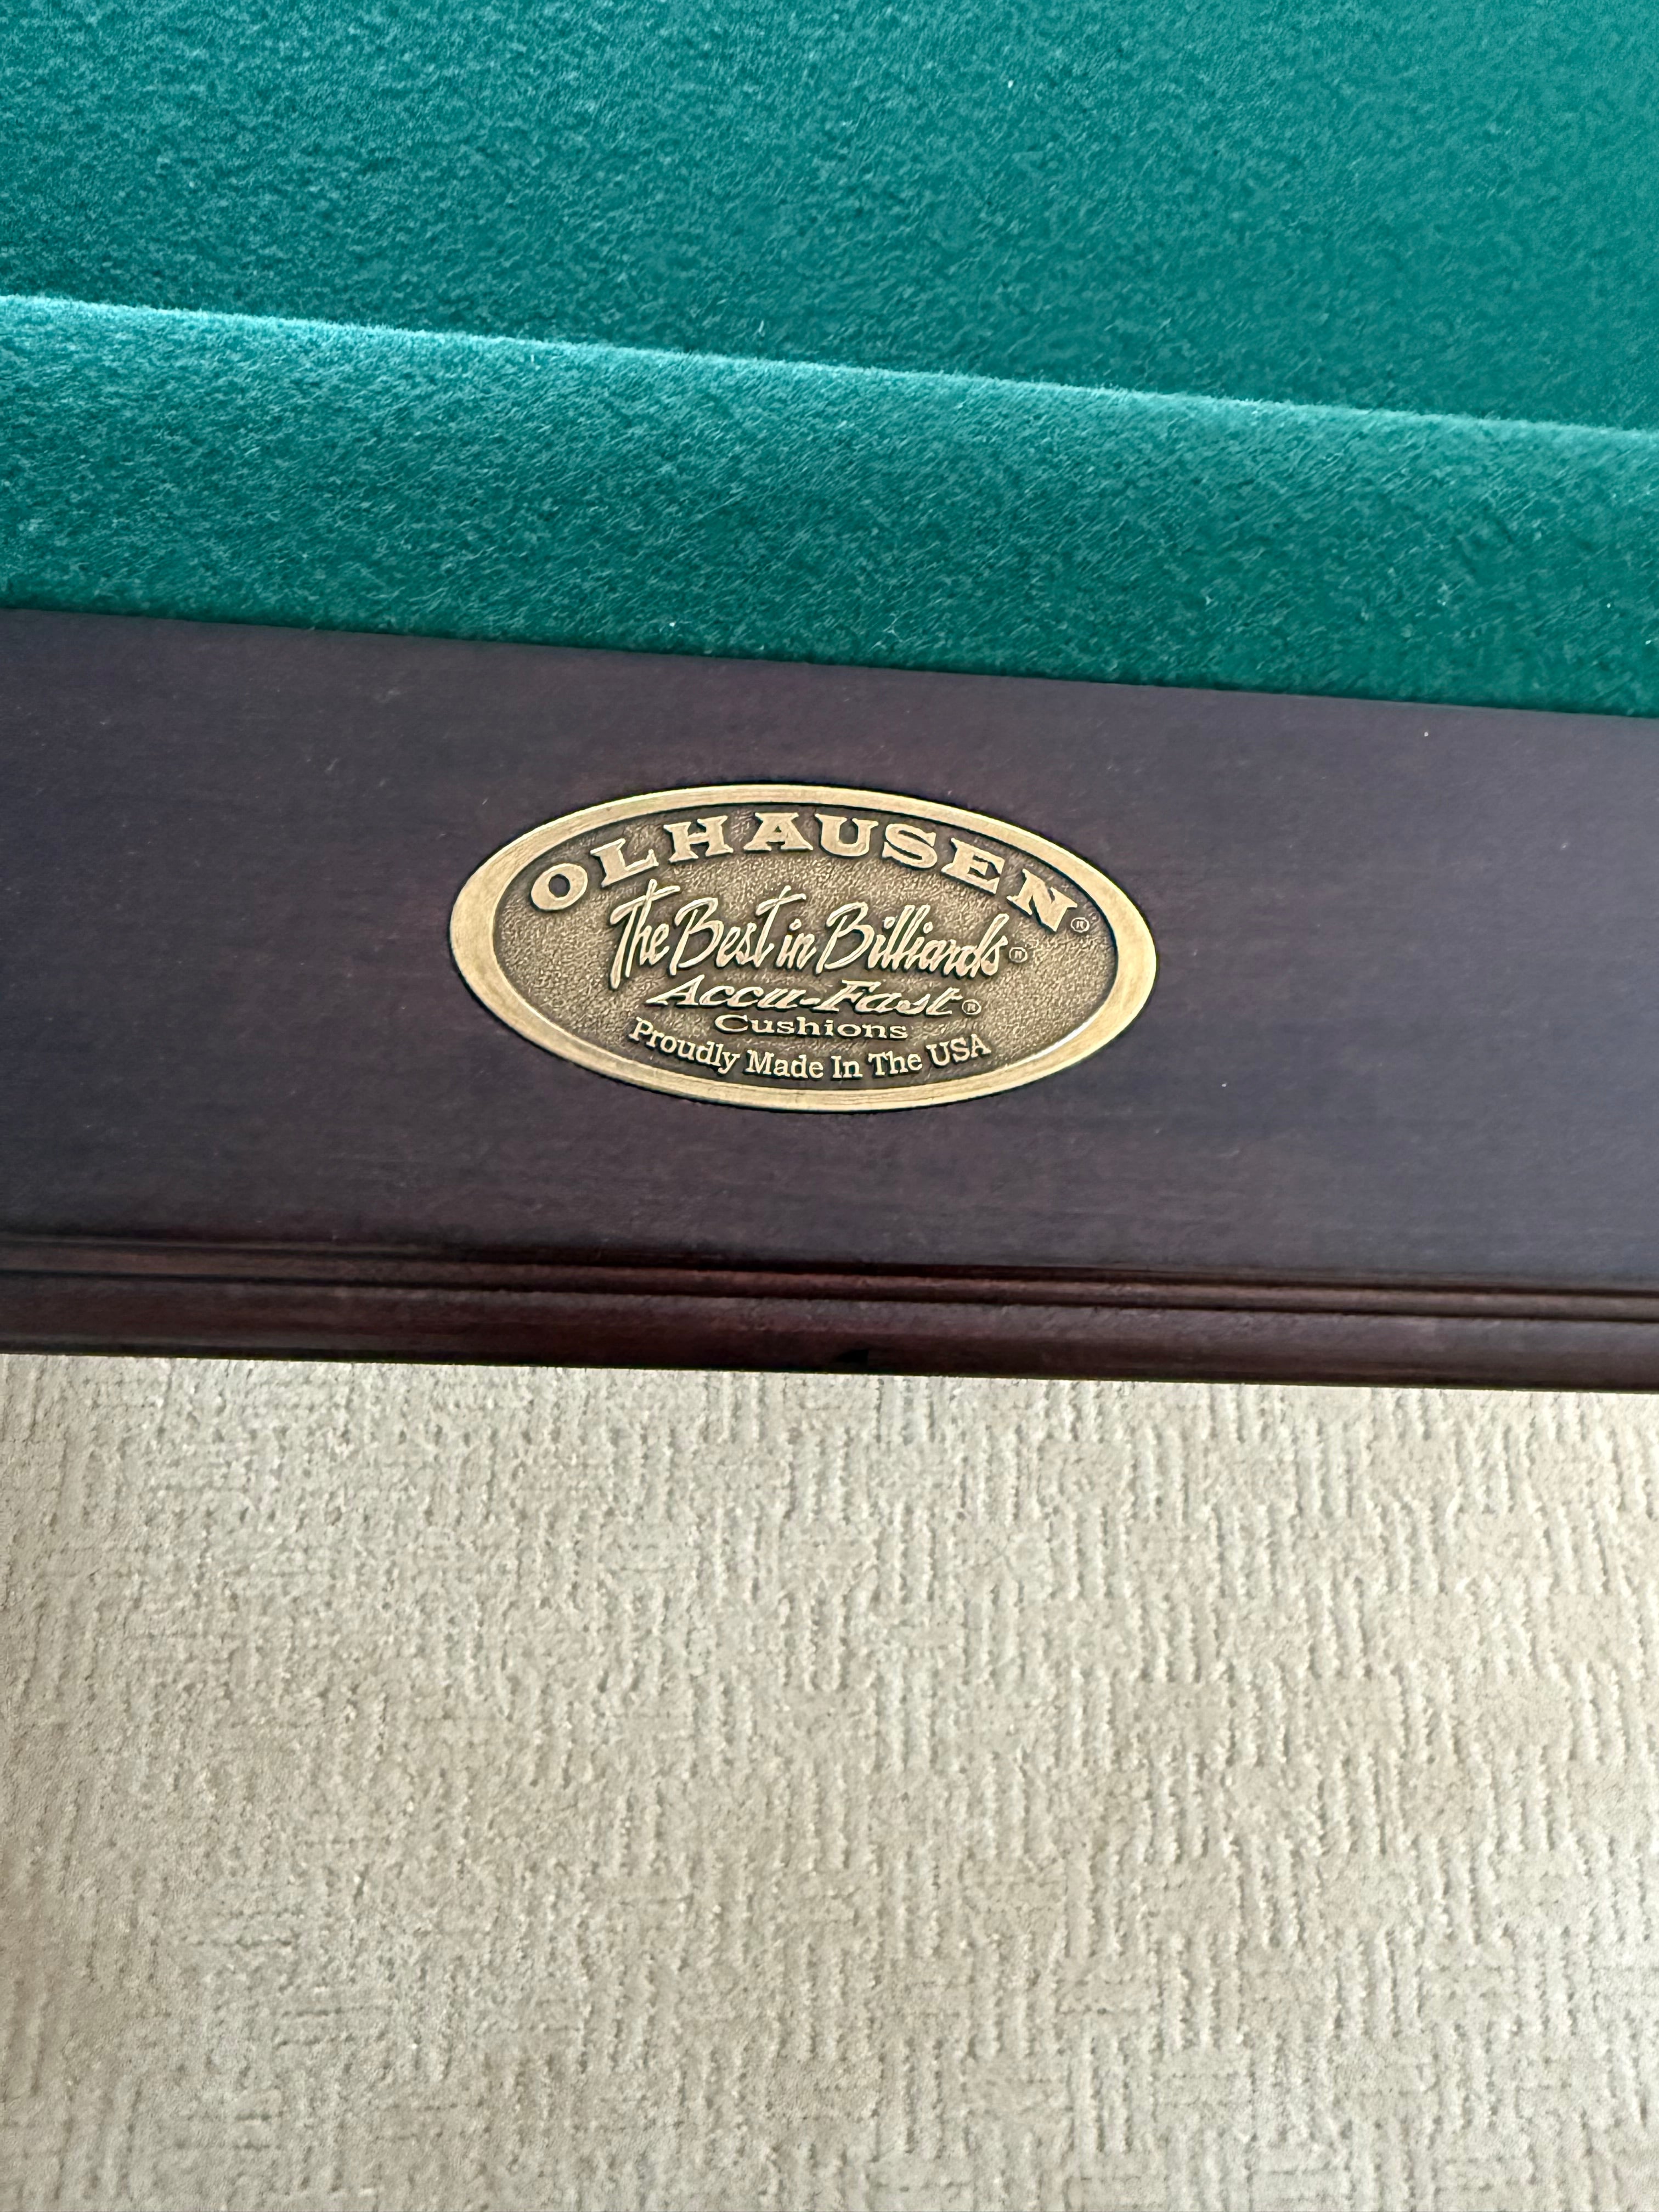 OLHAUSEN®
The Best in Billiards®
Accu-Fast®
Cushions
Proudly Made In The USA